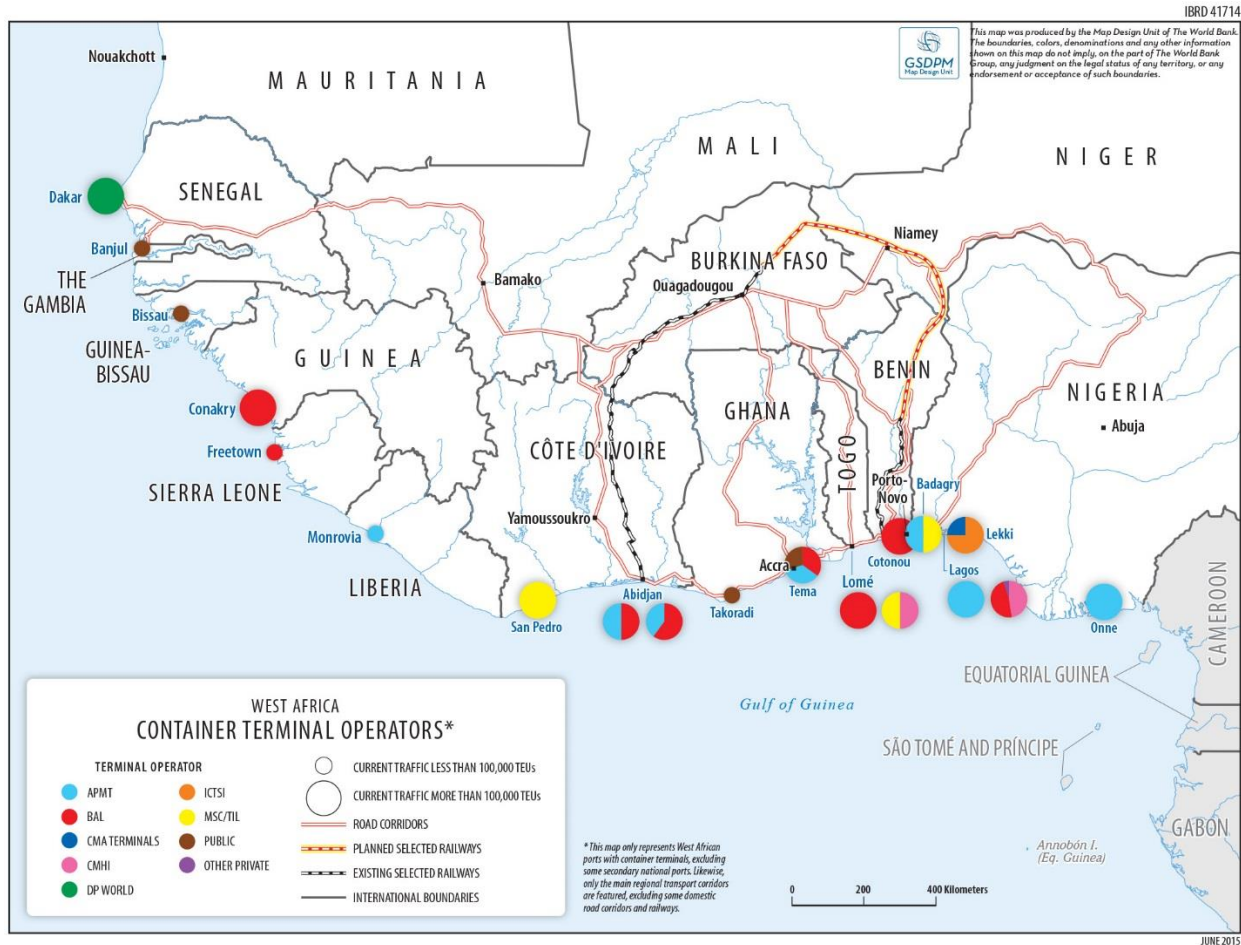 IBRD 41714
GSDPM
Map Design Unit
This map was produced by the Map Design Unit of The World Bank.
The boundaries, colors, denominations and any other information
shown on this map do not imply, on the part of The World Bank
Group, any judgment on the legal status of any territory, or any
endorsement or acceptance of such boundaries.
Nouakchott
MAURITANIA
MALI
NIGER
Dakar
SENEGAL
Banjul
THE
GAMBIA
Niamey
BURKINA FASO
Ouagadougou
Bamako
Bissau
GUINEA-
BISSAU
GUINEA
BENIN
NIGERIA
Abuja
Conakry
GHANA
Freetown
CÔTE D'IVOIRE
TOGO
SIERRA LEONE
Porto-
Novo
Badagry
Yamoussoukro
Monrovia
Lekki
Cotonou
Accra
Lagos
Tema
Lomé
LIBERIA
Abidjan
Takoradi
San Pedro
Onne
CAMEROON
EQUATORIAL GUINEA
Gulf of Guinea
SÃO TOMÉ AND PRÍNCIPE
GABON
Annobón I.
(Eq. Guinea)
WEST AFRICA
CONTAINER TERMINAL OPERATORS*
TERMINAL OPERATOR
APMT
BAL
CMA TERMINALS
CMHI
DP WORLD
ICTSI
MSC/TIL
PUBLIC
OTHER PRIVATE
CURRENT TRAFFIC LESS THAN 100,000 TEUs
CURRENT TRAFFIC MORE THAN 100,000 TEUs
ROAD CORRIDORS
PLANNED SELECTED RAILWAYS
EXISTING SELECTED RAILWAYS
INTERNATIONAL BOUNDARIES
* This map only represents West African
ports with container terminals, excluding
some secondary national ports. Likewise,
only the main regional transport corridors
are featured, excluding some domestic
road corridors and railways.
0 200 400 Kilometers
JUNE 2015